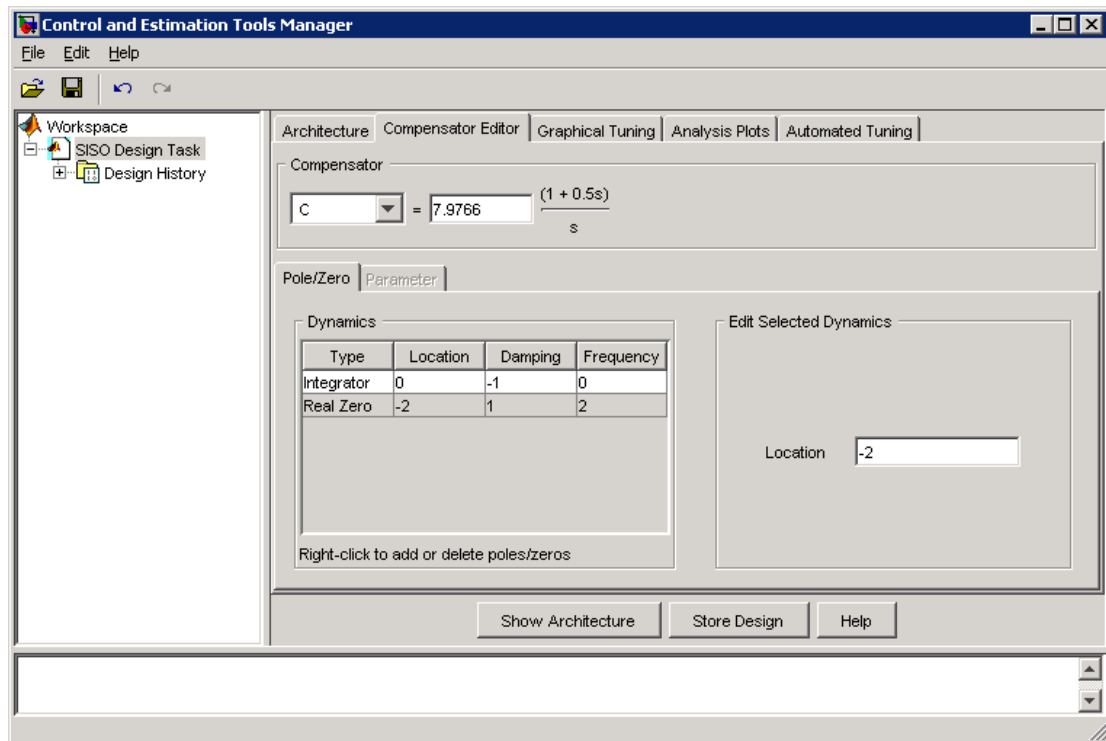 Control and Estimation Tools Manager
File Edit Help
Workspace
SISO Design Task
Design History
Architecture Compensator Editor Graphical Tuning Analysis Plots Automated Tuning
Compensator
C = 7.9766 (1 + 0.5s)
s
Pole/Zero Parameter
Dynamics
Type Location Damping Frequency
Integrator 0 -1 0
Real Zero -2 1 2
Right-click to add or delete poles/zeros
Edit Selected Dynamics
Location -2
Show Architecture Store Design Help